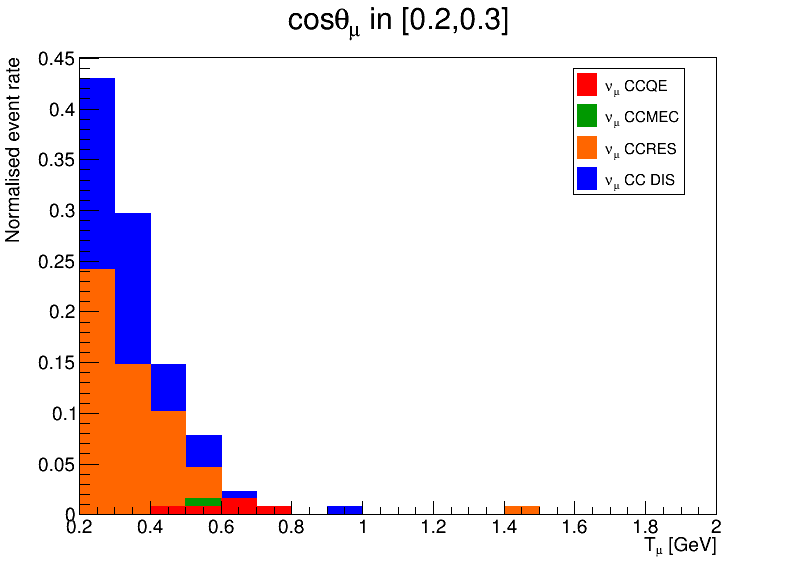 cosθμ in [0.2,0.3]
Normalised event rate
0.45
0.4
0.35
0.3
0.25
0.2
0.15
0.1
0.05
0
νμ CCQE
νμ CCMEC
νμ CCRES
νμ CC DIS
0.2 0.4 0.6 0.8 1 1.2 1.4 1.6 1.8 2
Tμ [GeV]